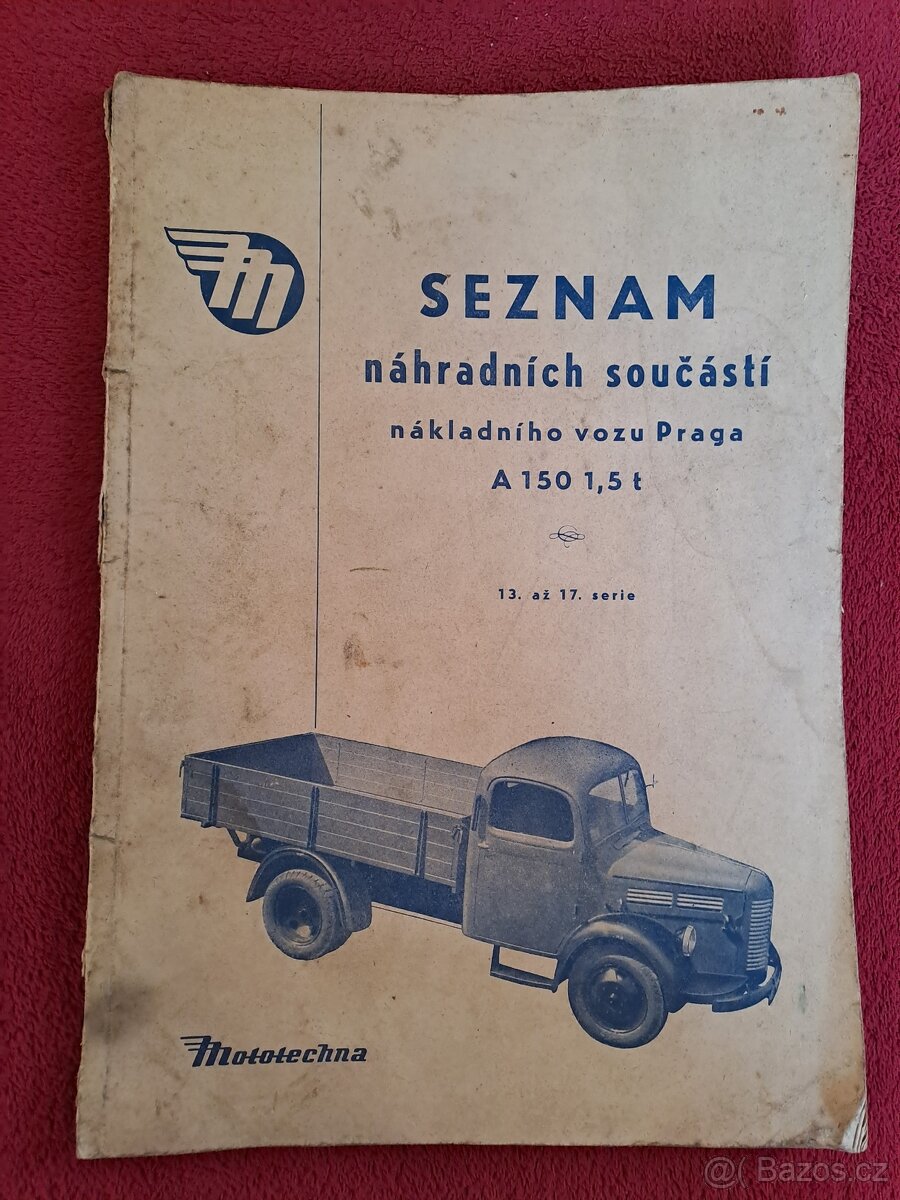 m
SEZNAM
náhradních součástí
nákladního vozu Praga
A 150 1,5 t
13. až 17. serie
Mototechna
@( Bazos.cz